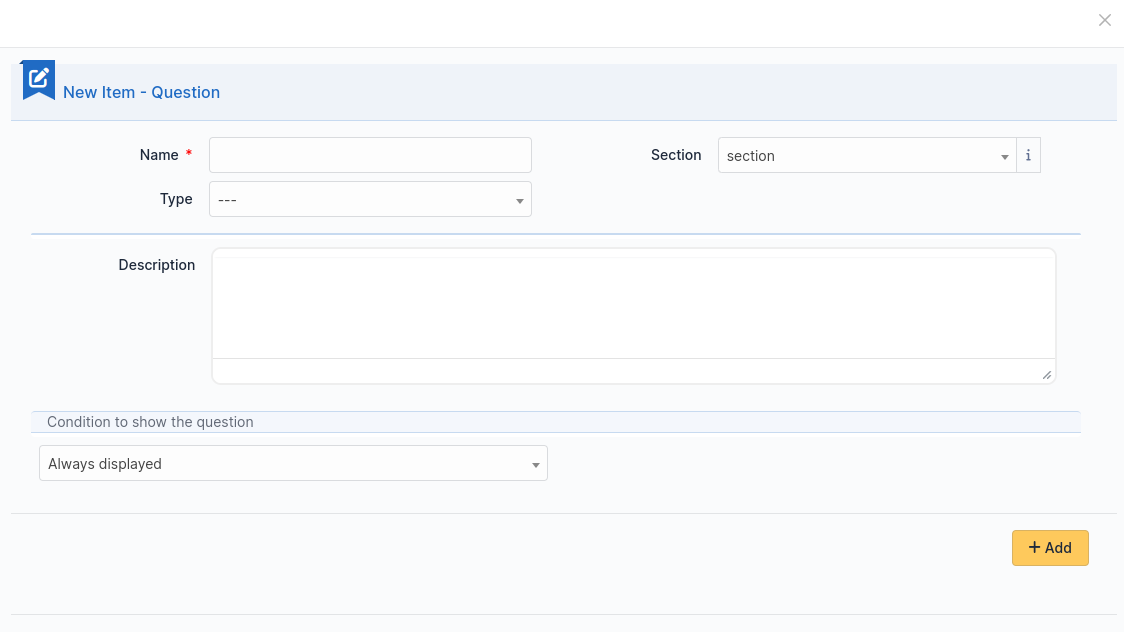 New Item - Question
Name *
Section section i
Type ---
Description
Condition to show the question
Always displayed
+ Add